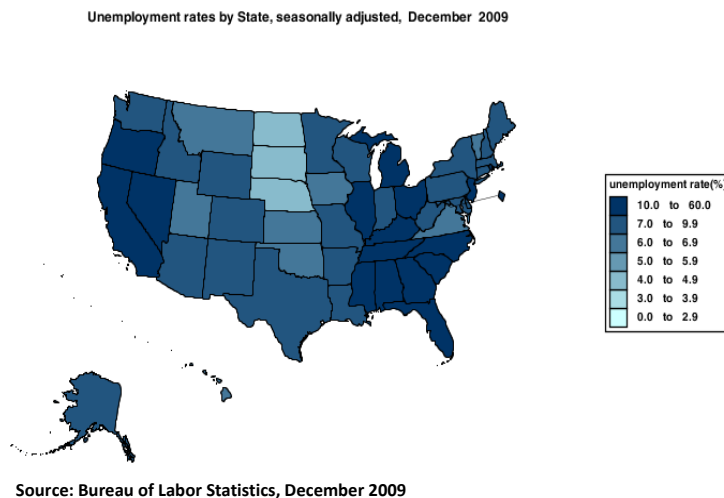 Unemployment rates by State, seasonally adjusted, December 2009
unemployment rate(%)
10.0 to 60.0
7.0 to 9.9
6.0 to 6.9
5.0 to 5.9
4.0 to 4.9
3.0 to 3.9
0.0 to 2.9
Source: Bureau of Labor Statistics, December 2009